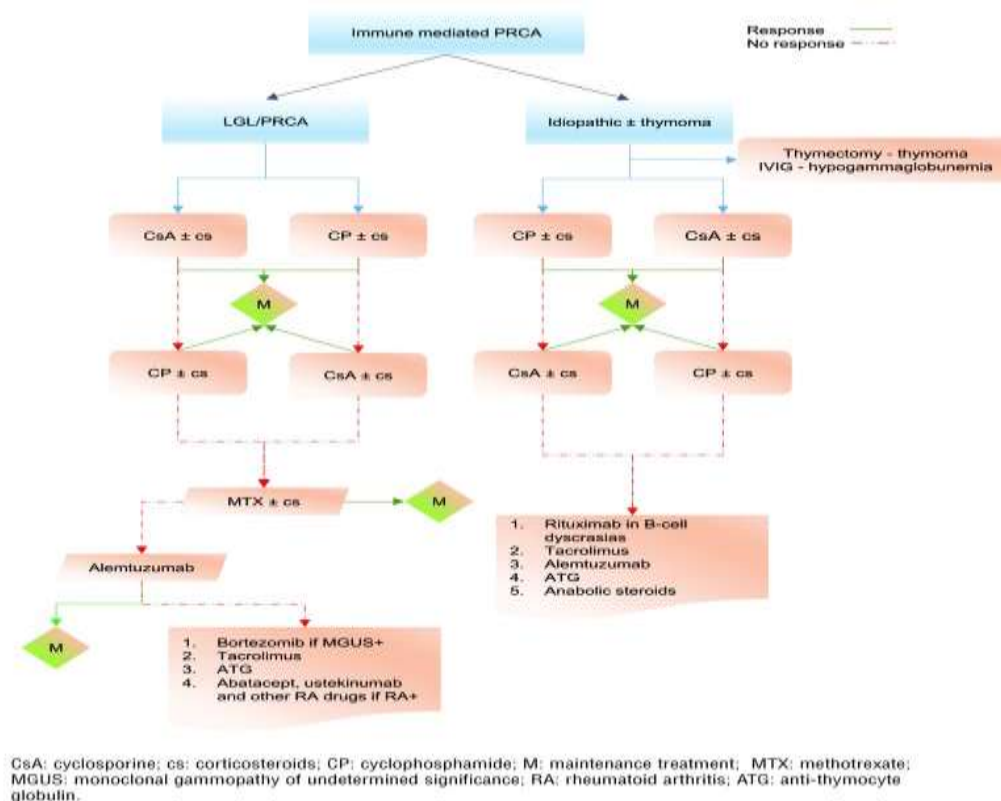 Immune mediated PRCA
Response
No response
LGL/PRCA
Idiopathic ± thymoma
Thymectomy - thymoma
IVIG - hypogammaglobunemia
CsA ± cs
CP ± cs
CP ± cs
CsA ± cs
M
M
CP ± cs
CsA ± cs
CsA ± cs
CP ± cs
MTX ± cs
M
1. Rituximab in B-cell
dyscrasias
2. Tacrolimus
3. Alemtuzumab
4. ATG
5. Anabolic steroids
Alemtuzumab
M
1. Bortezomib if MGUS+
2. Tacrolimus
3. ATG
4. Abatacept, ustekinumab
and other RA drugs if RA+
CsA: cyclosporine; cs: corticosteroids; CP: cyclophosphamide; M: maintenance treatment; MTX: methotrexate;
MGUS: monoclonal gammopathy of undetermined significance; RA: rheumatoid arthritis; ATG: anti-thymocyte
globulin.